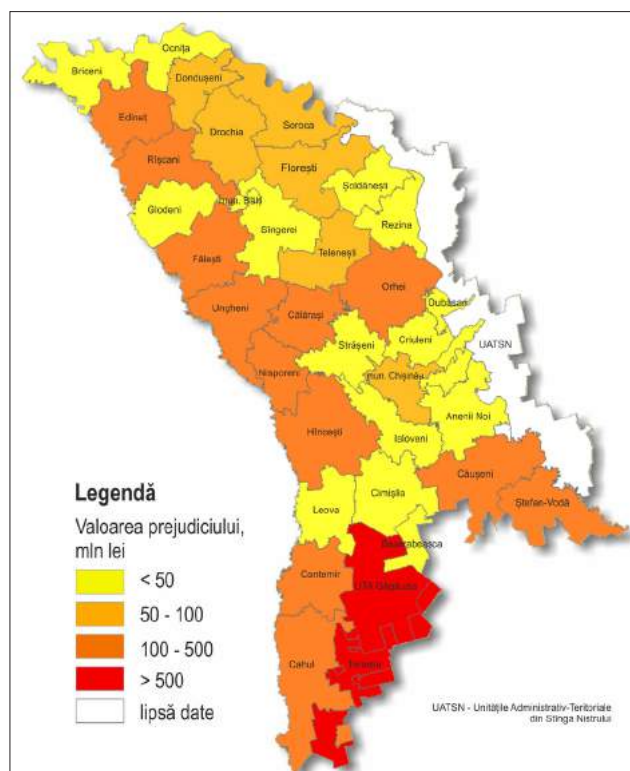 Ocnița
Briceni
Dondușeni
Edineț
Soroca
Drochia
Rîșcani
Florești
Șoldănești
mun. Bălți
Glodeni
Rezina
Sîngerei
Telenești
Fălești
Orhei
Dubăsari
Ungheni
Călărași
Criuleni
Strășeni
UATSN
mun. Chișinău
Nisporeni
Anenii Noi
Hîncești
Ialoveni
Căușeni
Cimișlia
Ștefan-Vodă
Leova
Basarabeasca
Cantemir
UTA Găgăuzia
Cahul
Legendă
Valoarea prejudiciului,
mln lei
< 50
50 - 100
100 - 500
> 500
lipsă date
UATSN - Unitățile Administrativ-Teritoriale
din Stînga Nistrului